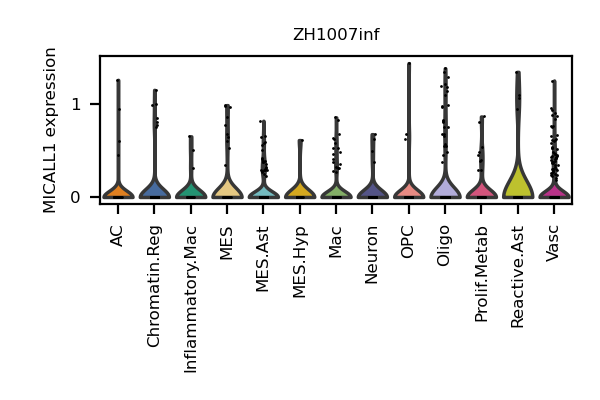 ZH1007inf
MICALL1 expression
1
0
AC
Chromatin.Reg
Inflammatory.Mac
MES
MES.Ast
MES.Hyp
Mac
Neuron
OPC
Oligo
Prolif.Metab
Reactive.Ast
Vasc